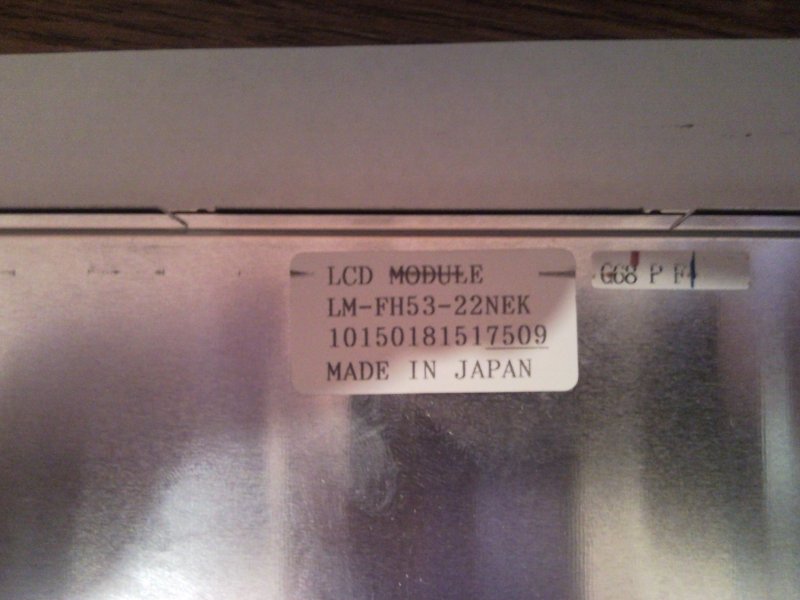 LCD MODULE
LM-FH53-22NEK
10150181517509
MADE IN JAPAN
G68 P F